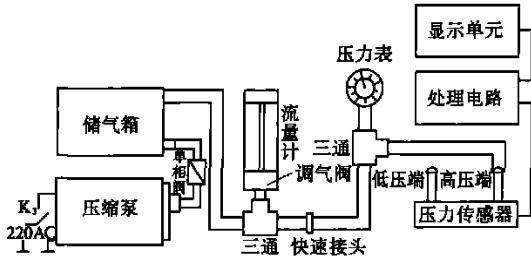 显示单元
压力表
处理电路
储气箱
流量计
三通
单相阀
调气阀
低压端
高压端
K₃
压缩泵
压力传感器
220AC
三通
快速接头